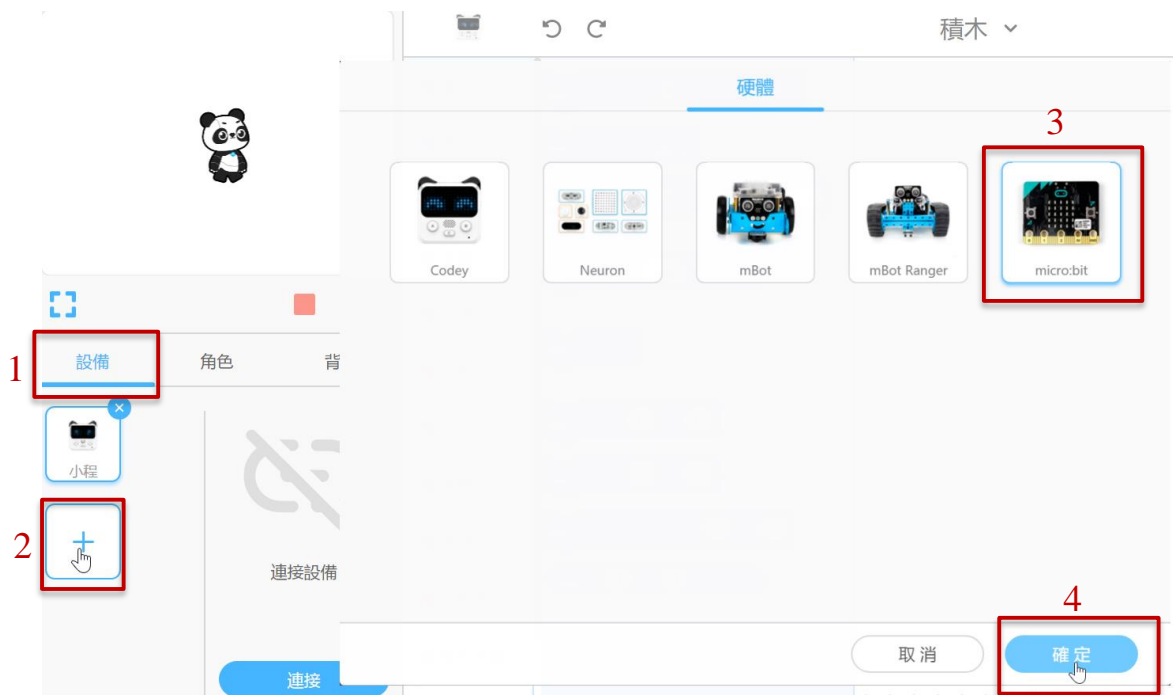 積木
硬體
3
Codey
Neuron
mBot
mBot Ranger
micro:bit
1
設備
角色
背
小程
2
連接設備
4
取消
確定
連接